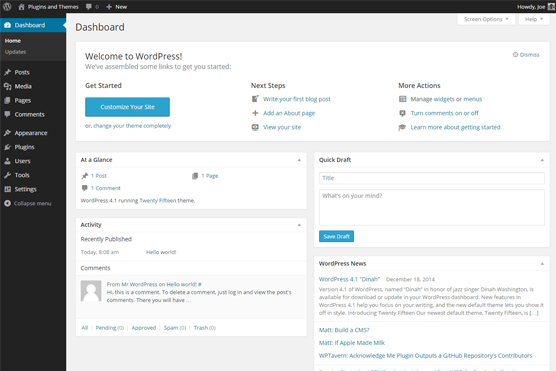 Plugins and Themes 0 New Howdy, Joe
Screen Options Help
Dashboard
Home
Updates
Posts
Media
Pages
Comments
Appearance
Plugins
Users
Tools
Settings
Collapse menu
Dashboard
Welcome to WordPress!
Dismiss
We've assembled some links to get you started:
Get Started
Customize Your Site
or, change your theme completely
Next Steps
Write your first blog post
Add an About page
View your site
More Actions
Manage widgets or menus
Turn comments on or off
Learn more about getting started
At a Glance
1 Post 1 Page
1 Comment
WordPress 4.1 running Twenty Fifteen theme.
Activity
Recently Published
Today, 8:08 am Hello world!
Comments
From Mr WordPress on Hello world! #
Hi, this is a comment. To delete a comment, just log in and view the post's
comments. There you will have …
All | Pending (0) | Approved | Spam (0) | Trash (0)
Quick Draft
Title
What's on your mind?
Save Draft
WordPress News
WordPress 4.1 "Dinah" December 18, 2014
Version 4.1 of WordPress, named "Dinah" in honor of jazz singer Dinah Washington, is
available for download or update in your WordPress dashboard. New features in
WordPress 4.1 help you focus on your writing, and the new default theme lets you show it
off in style. Introducing Twenty Fifteen Our newest default theme, Twenty Fifteen, is […]
Matt: Build a CMS?
Matt: If Apple Made Milk
WPTavern: Acknowledge Me Plugin Outputs a GitHub Repository's Contributors